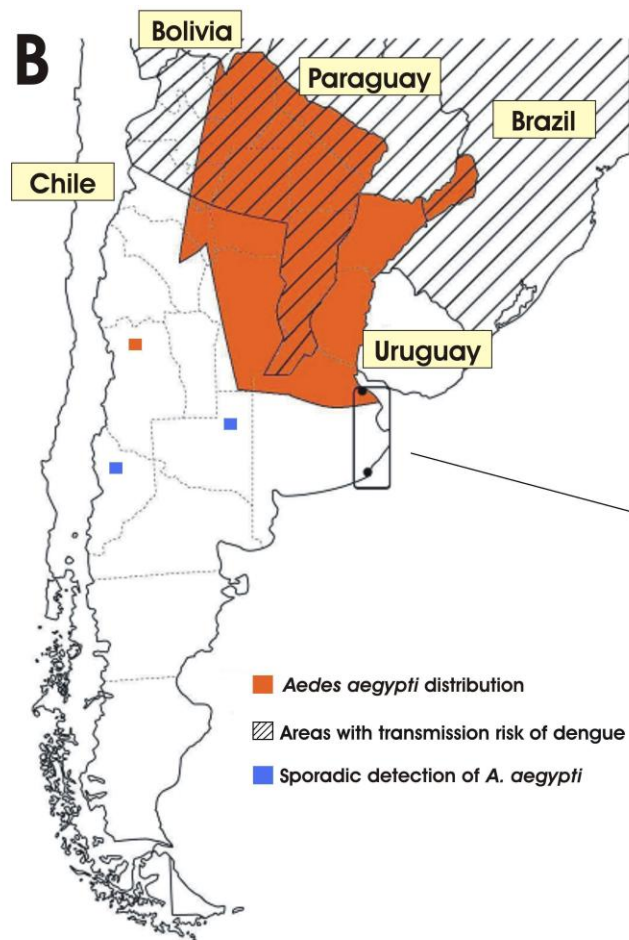 B
Bolivia
Paraguay
Brazil
Chile
Uruguay
Aedes aegypti distribution
Areas with transmission risk of dengue
Sporadic detection of A. aegypti